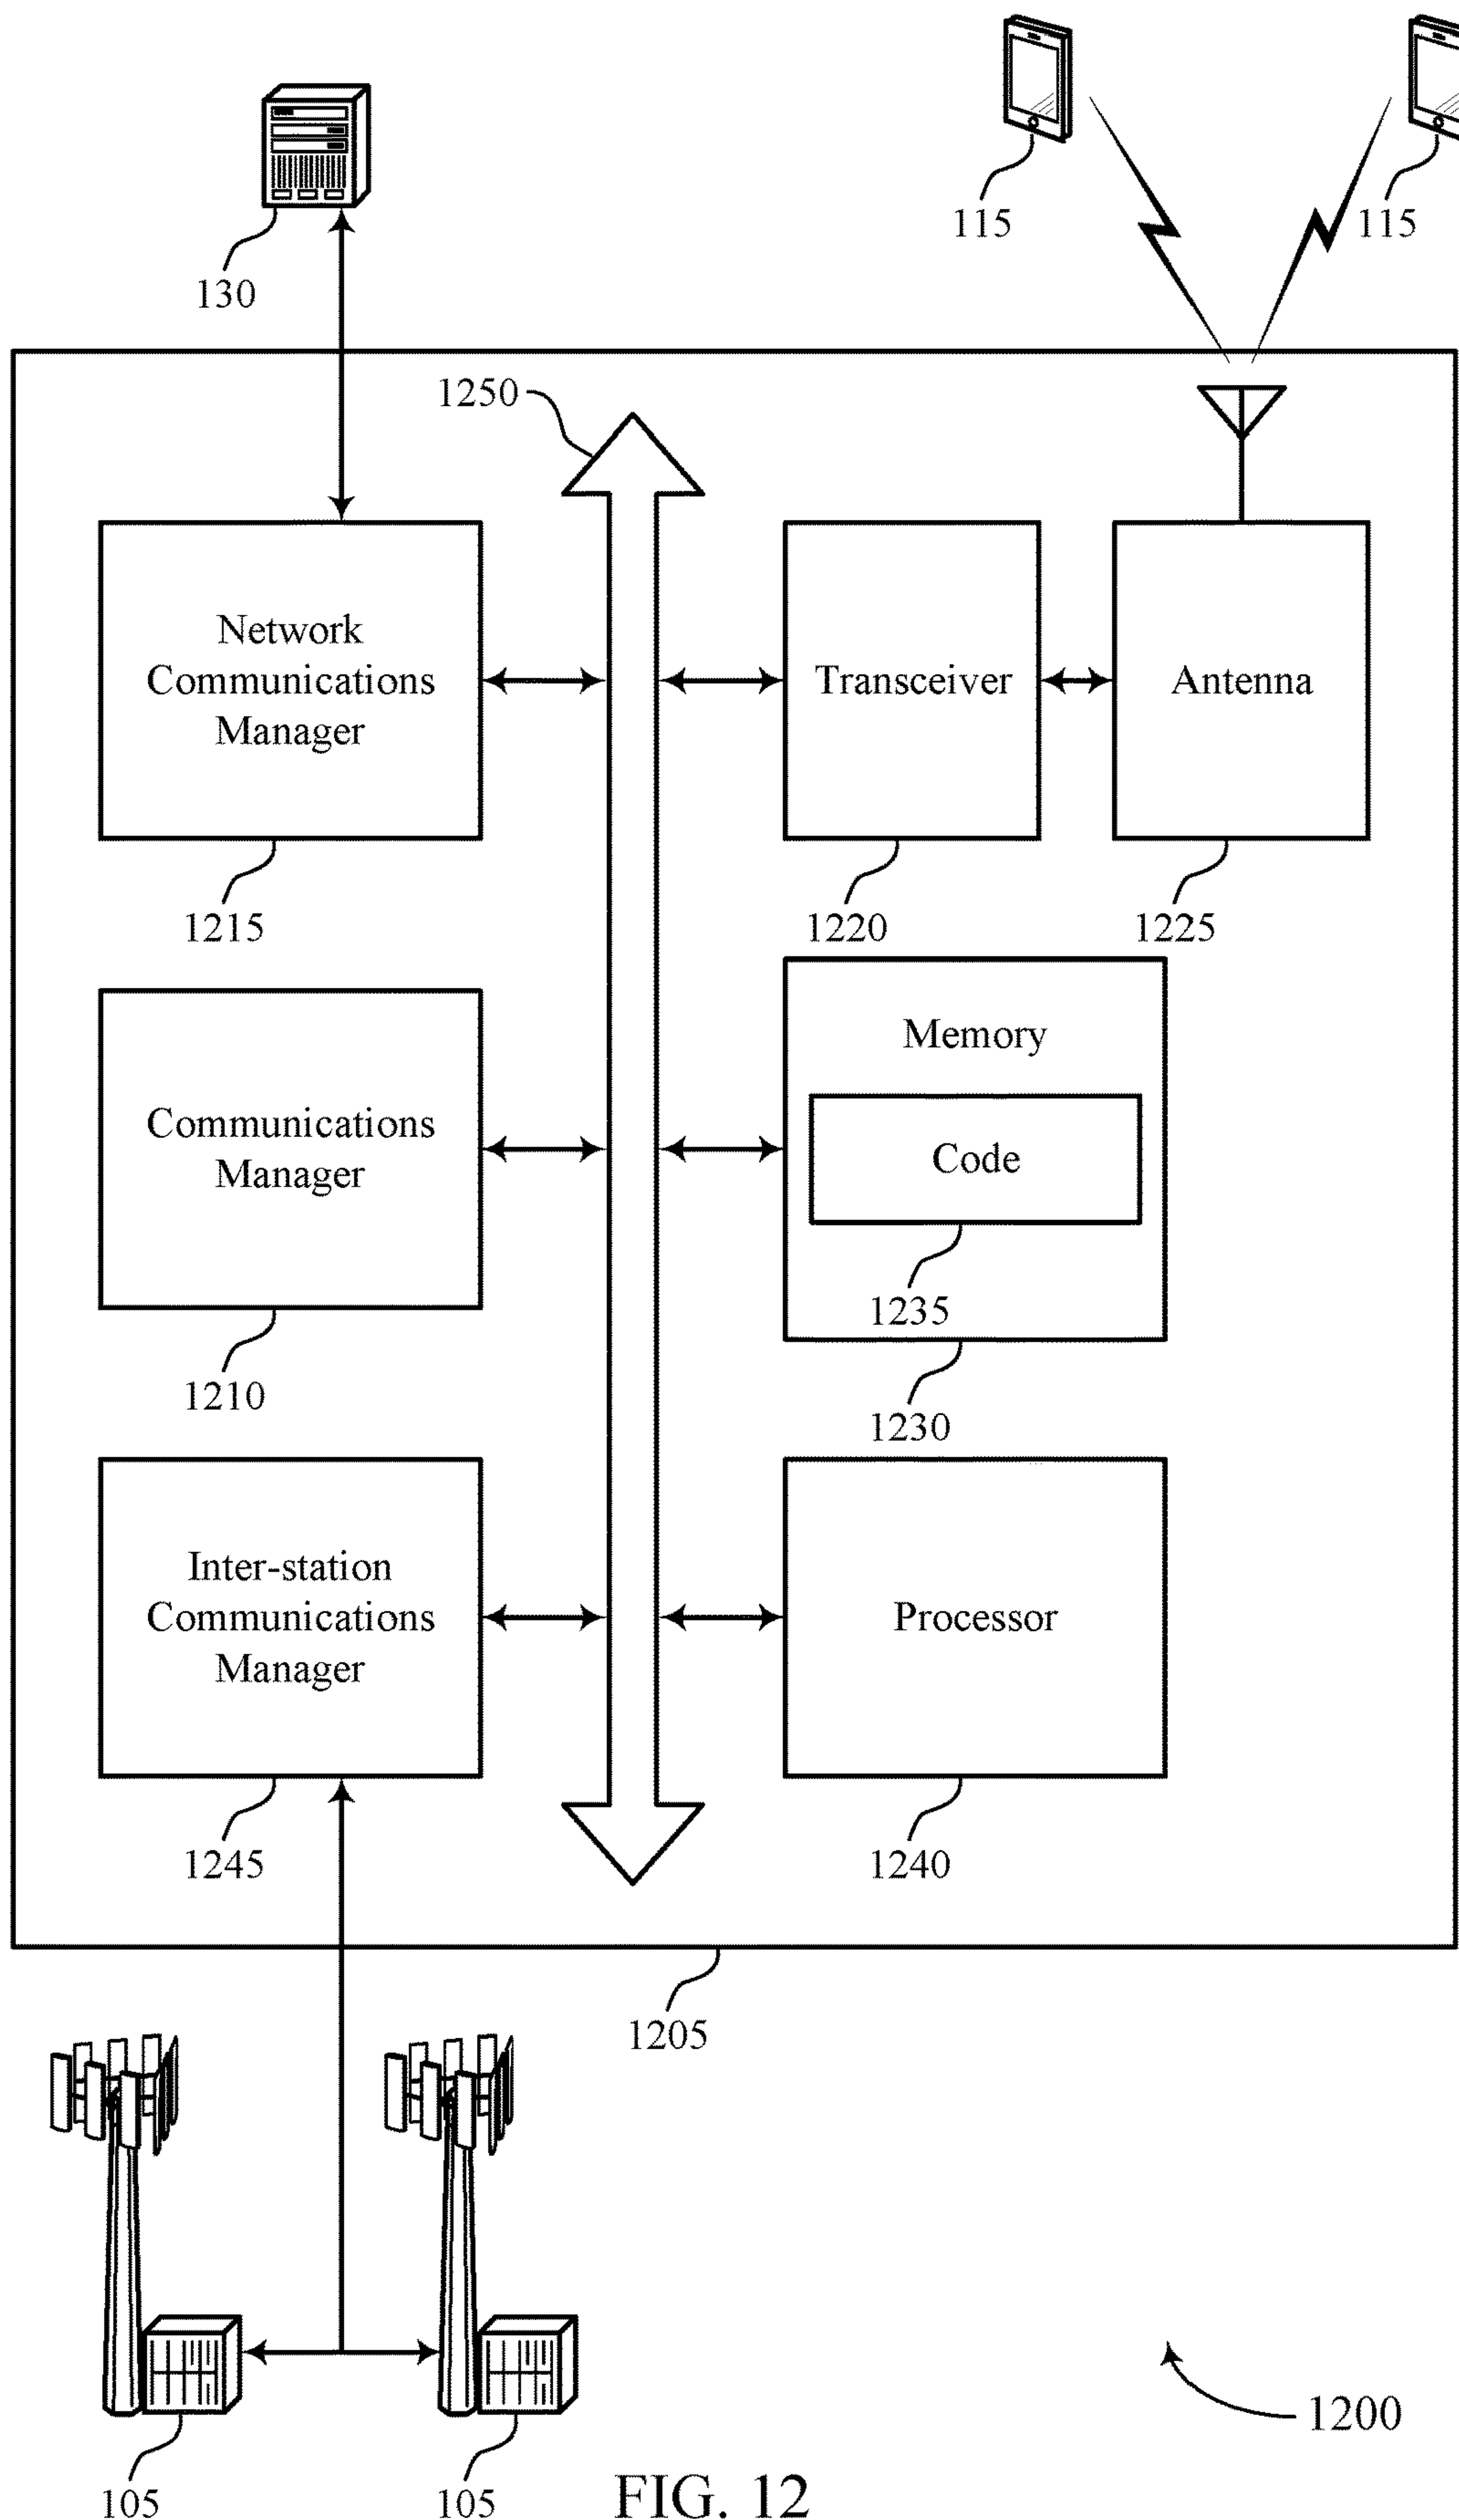 115
115
130
1250
Network
Communications
Manager
Transceiver
Antenna
1215
1220
1225
Memory
Communications
Manager
Code
1235
1210
1230
Inter-station
Communications
Manager
Processor
1245
1240
1205
1200
105
105
FIG. 12